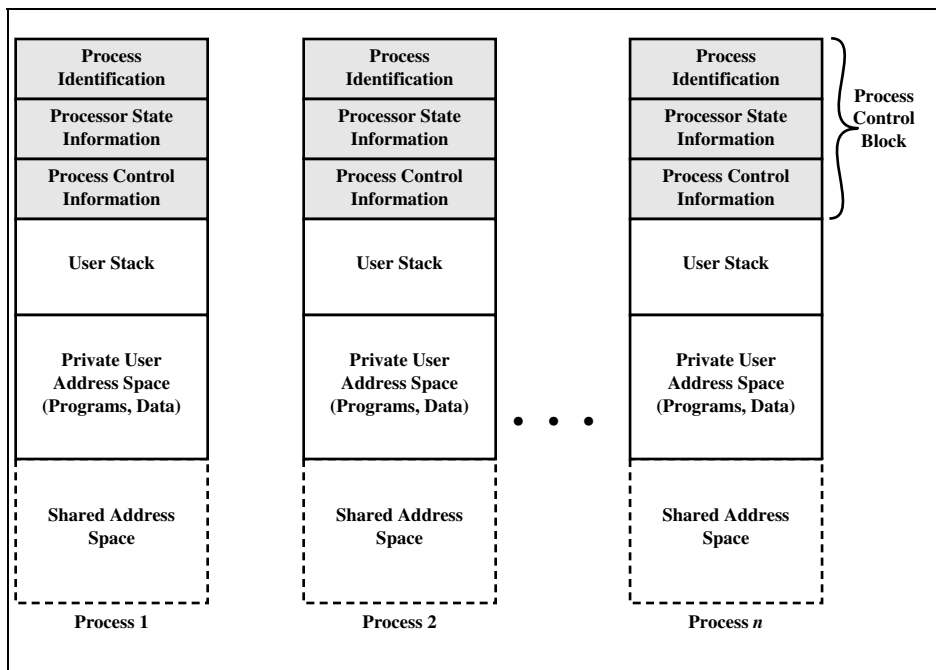 Process
Identification
Processor State
Information
Process Control
Information
User Stack
Private User
Address Space
(Programs, Data)
Shared Address
Space
Process 1
Process
Identification
Processor State
Information
Process Control
Information
User Stack
Private User
Address Space
(Programs, Data)
Shared Address
Space
Process 2
• • •
Process
Identification
Processor State
Information
Process Control
Information
User Stack
Private User
Address Space
(Programs, Data)
Shared Address
Space
Process n
Process
Control
Block